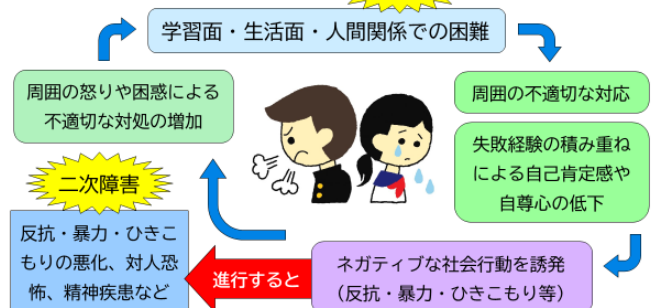 学習面・生活面・人間関係での困難
周囲の不適切な対応
失敗経験の積み重ね
による自己肯定感や
自尊心の低下
ネガティブな社会行動を誘発
（反抗・暴力・ひきこもり等）
周囲の怒りや困惑による
不適切な対処の増加
進行すると
二次障害
反抗・暴力・ひきこ
もりの悪化、対人恐
怖、精神疾患など